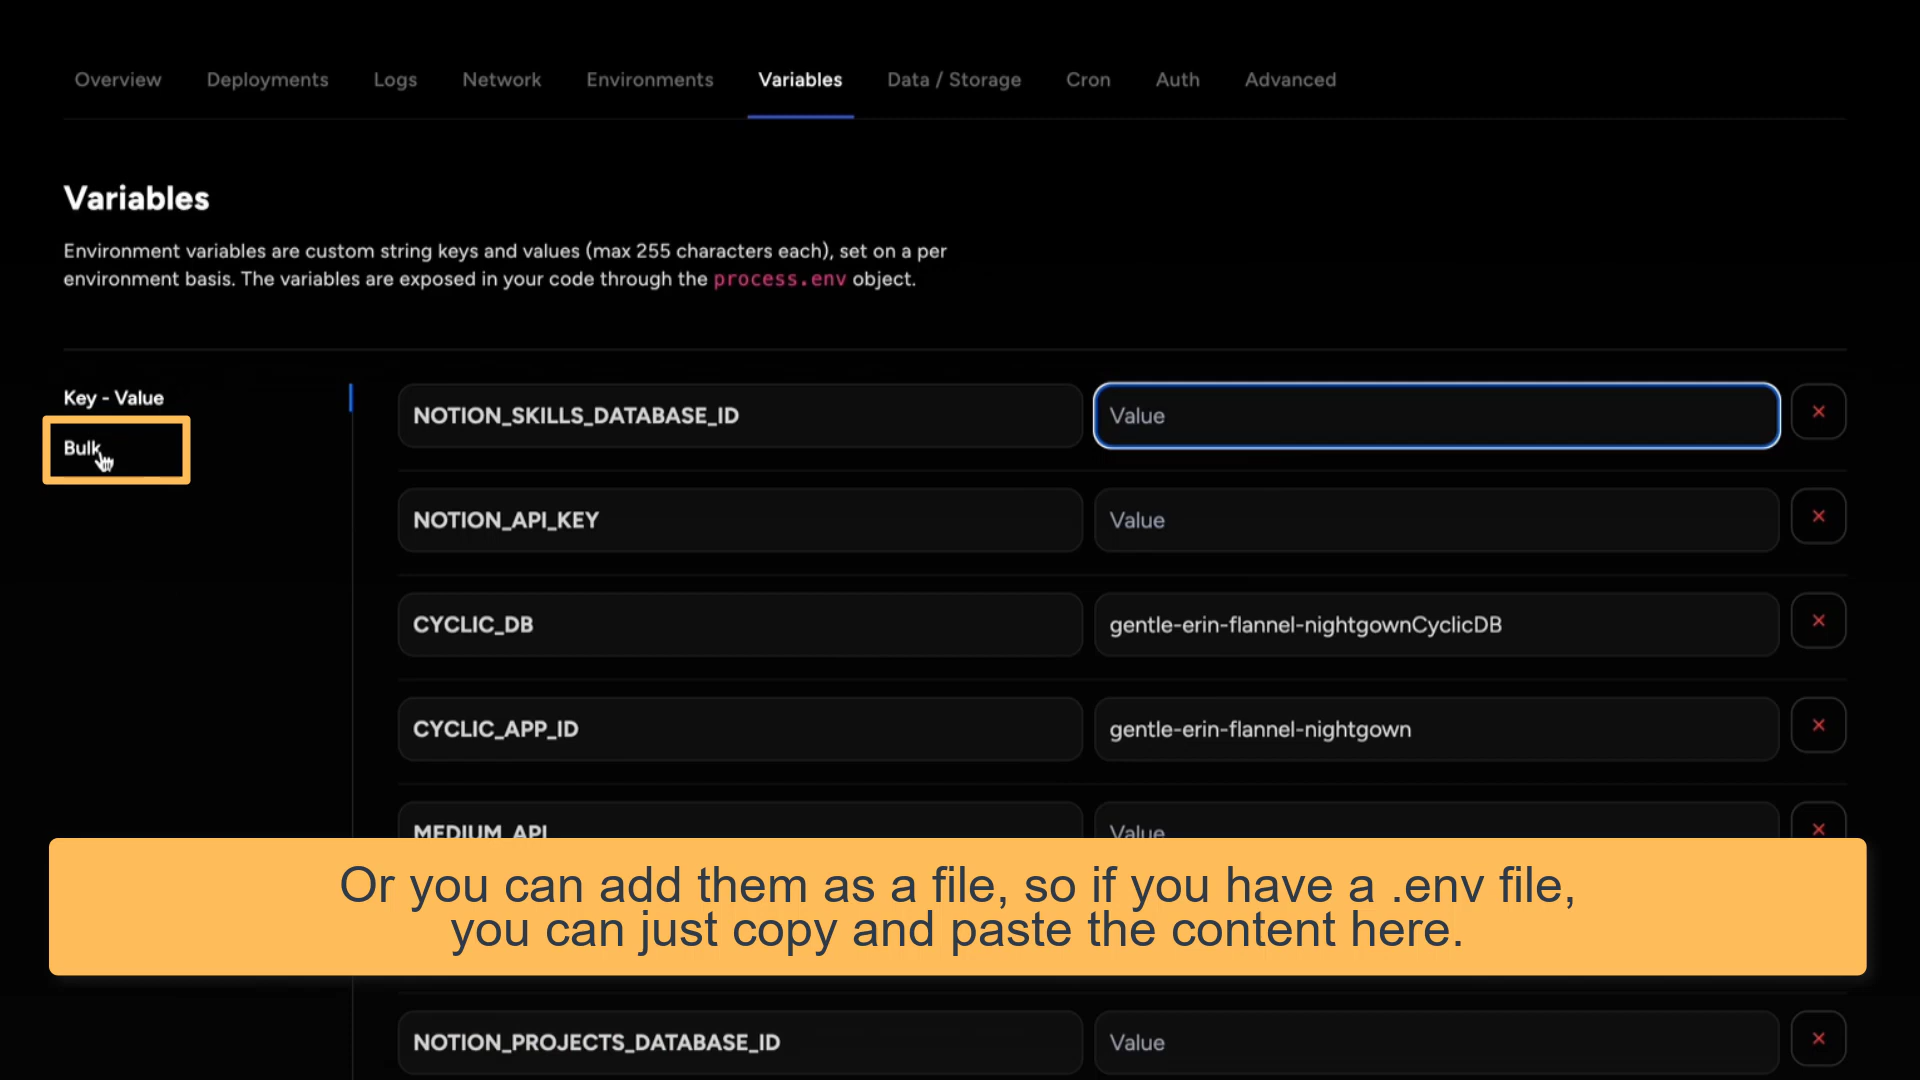 Overview Deployments Logs Network Environments Variables Data / Storage Cron Auth Advanced
Variables
Environment variables are custom string keys and values (max 255 characters each), set on a per
environment basis. The variables are exposed in your code through the process.env object.
Key - Value
Bulk
NOTION_SKILLS_DATABASE_ID Value
NOTION_API_KEY Value
CYCLIC_DB gentle-erin-flannel-nightgownCyclicDB
CYCLIC_APP_ID gentle-erin-flannel-nightgown
MEDIUM_API Value
Or you can add them as a file, so if you have a .env file,
you can just copy and paste the content here.
NOTION_PROJECTS_DATABASE_ID Value